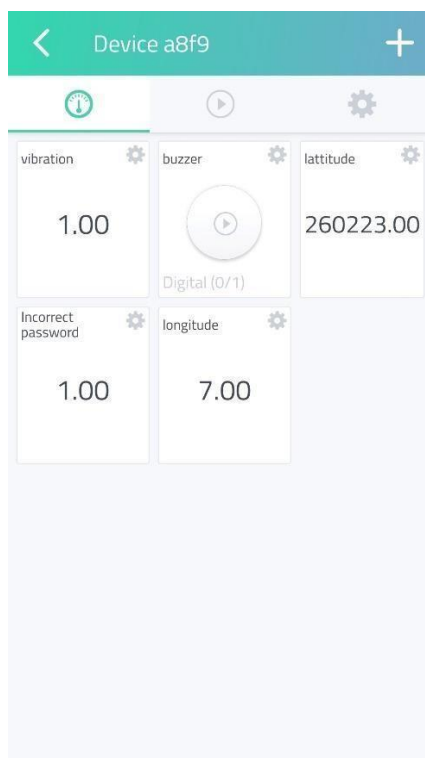 Device a8f9
vibration
1.00
buzzer
Digital (0/1)
lattitude
260223.00
Incorrect
password
1.00
longitude
7.00